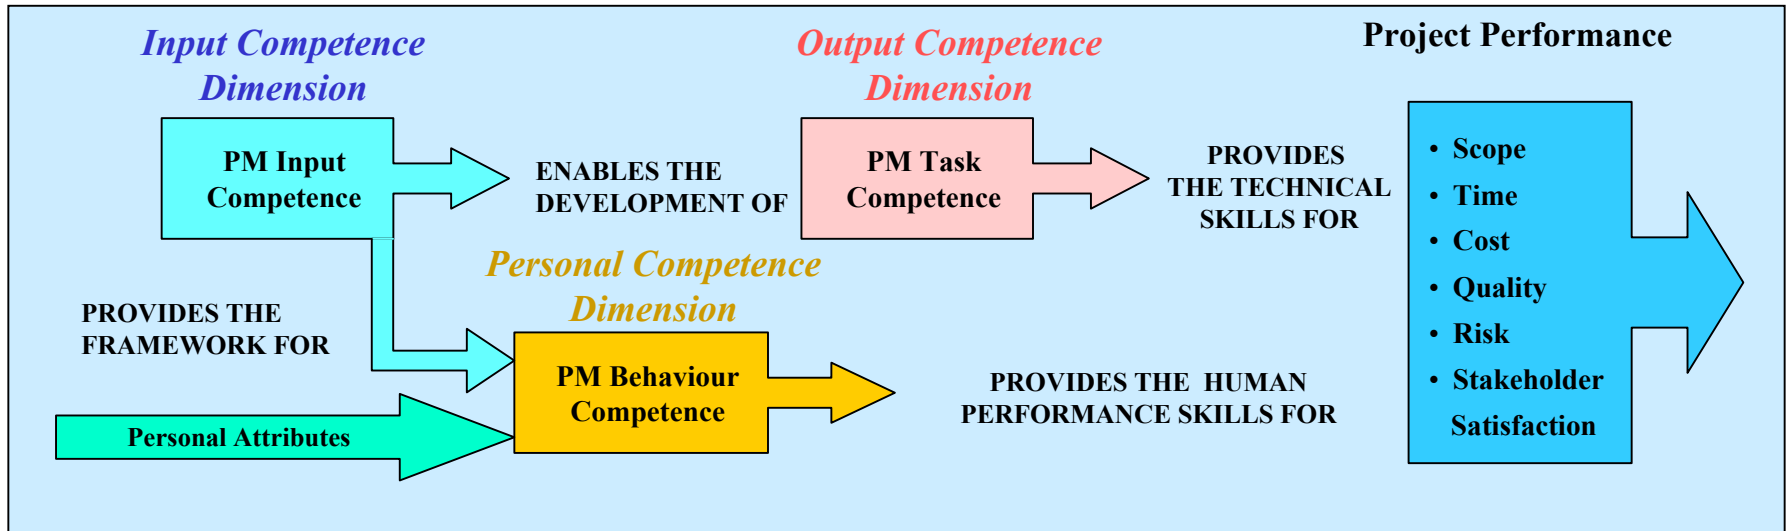 Input Competence
Dimension
PM Input
Competence
ENABLES THE
DEVELOPMENT OF
Output Competence
Dimension
PM Task
Competence
PROVIDES
THE TECHNICAL
SKILLS FOR
Project Performance
• Scope
• Time
• Cost
• Quality
• Risk
• Stakeholder
Satisfaction
PROVIDES THE
FRAMEWORK FOR
Personal Competence
Dimension
PM Behaviour
Competence
Personal Attributes
PROVIDES THE HUMAN
PERFORMANCE SKILLS FOR